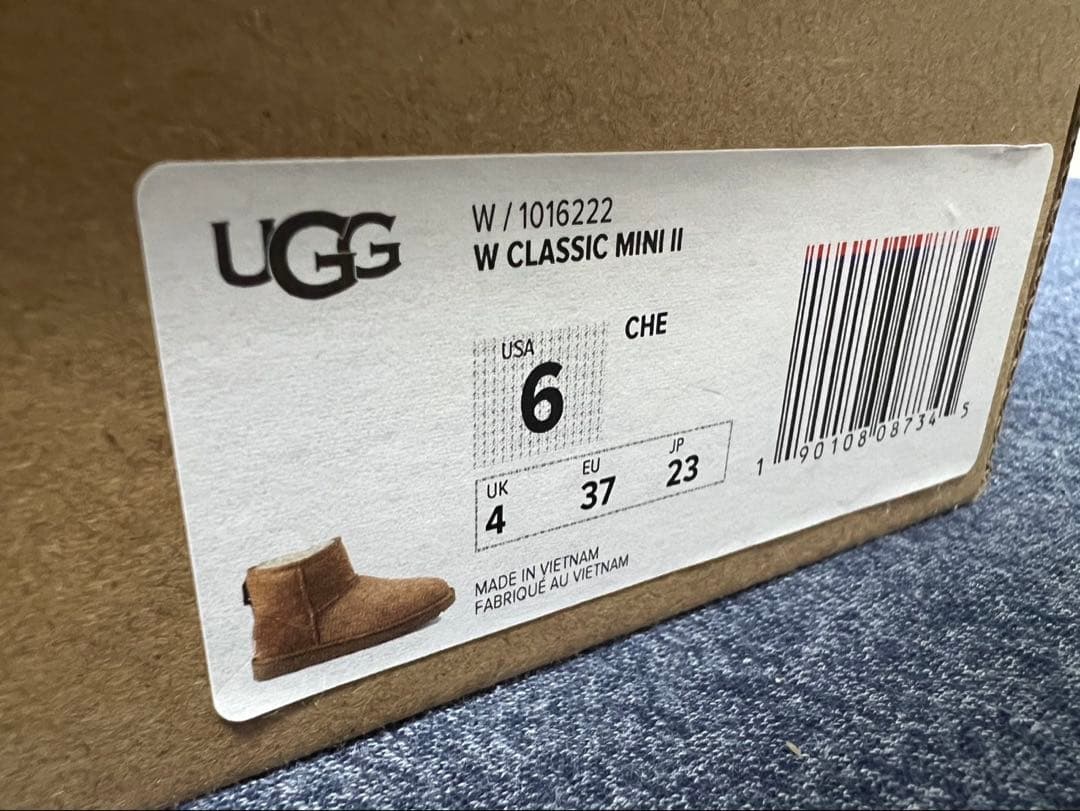 UGG
W / 1016222
W CLASSIC MINI II
CHE
USA
6
UK
4
EU
37
JP
23
MADE IN VIETNAM
FABRIQUÉ AU VIETNAM
1 90108 08734 5